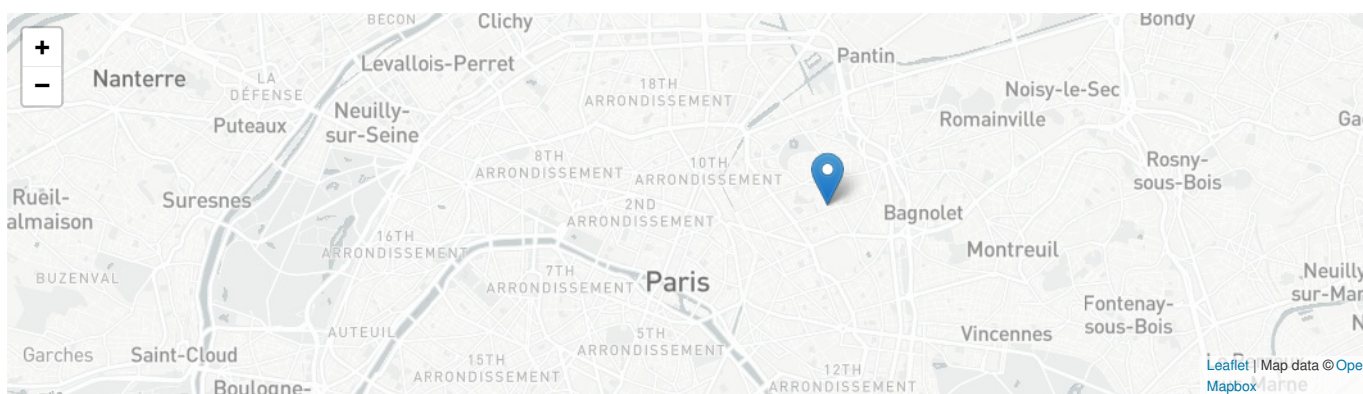 BECON
Clichy
Bondy
+
−
Pantin
Levallois-Perret
Nanterre
LA
DÉFENSE
18TH
ARRONDISSEMENT
Noisy-le-Sec
Neuilly-
sur-Seine
Puteaux
Romainville
Ga
8TH
ARRONDISSEMENT
10TH
ARRONDISSEMENT
Rosny-
sous-Bois
Rueil-
almaison
Suresnes
2ND
ARRONDISSEMENT
Bagnolet
16TH
ARRONDISSEMENT
Montreuil
BUZENVAL
7TH
ARRONDISSEMENT
Paris
Neuilly
sur-Mar
Fontenay-
sous-Bois
N
AUTEUIL
5TH
ARRONDISSEMENT
Vincennes
Garches
Saint-Cloud
15TH
ARRONDISSEMENT
12TH
ARRONDISSEMENT
Boulogne-
Leaflet | Map data © Ope
Mapbox
Marne